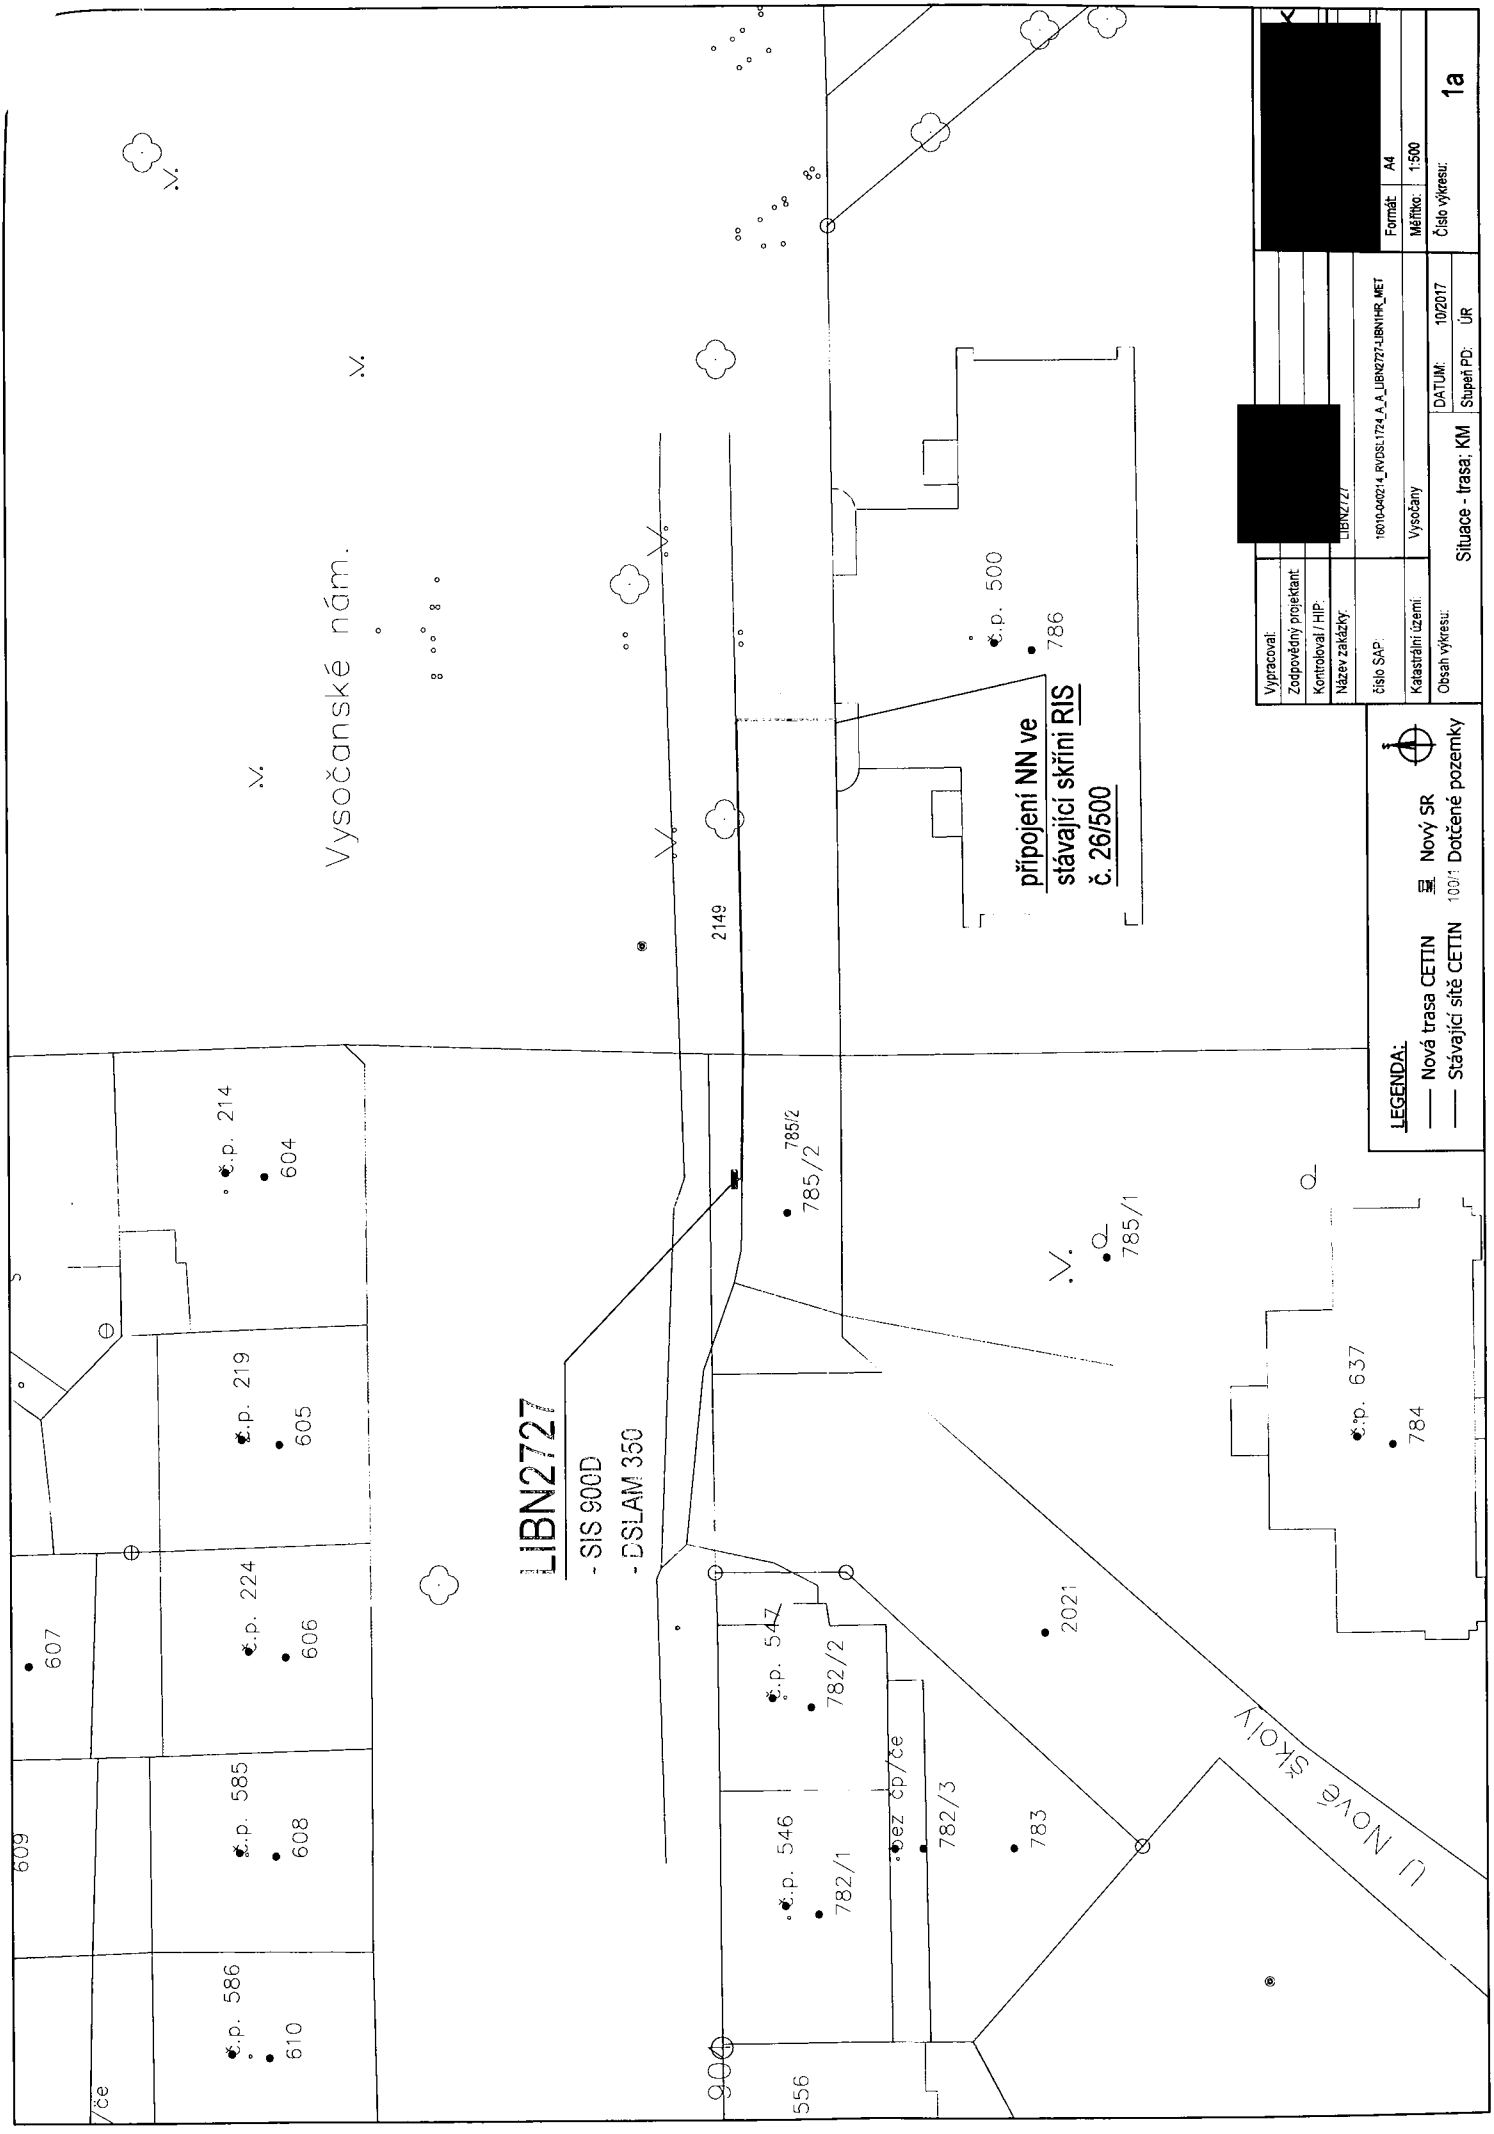 Vysočanské nám.
609
607
če
č.p. 586
610
č.p. 585
608
č.p. 224
606
č.p. 219
605
č.p. 214
604
LIBN2727
- SIS 900D
- DSLAM 350
2149
785/2
785/2
785/1
č.p. 500
786
připojení NN ve
stávající skříni RIS
č. 26/500
č.p. 547
782/2
č.p. 546
782/1
bez čp/če
782/3
783
2021
904
556
U Nové školy
č.p. 637
784
LEGENDA:
Nová trasa CETIN
Nový SR
Stávající sítě CETIN
100/1 Dotčené pozemky
s
Vypracoval:
Zodpovědný projektant:
Kontroloval / HIP:
Název zakázky:
LIBN2727
číslo SAP:
16010-040214_RVDSL1724_A_A_LIBN2727-LIBN1HR_MET
Formát: A4
Katastrální území: Vysočany
Měřítko: 1:500
Obsah výkresu:
Situace - trasa; KM
DATUM: 10/2017
Stupeň PD: ÚR
Číslo výkresu:
1a